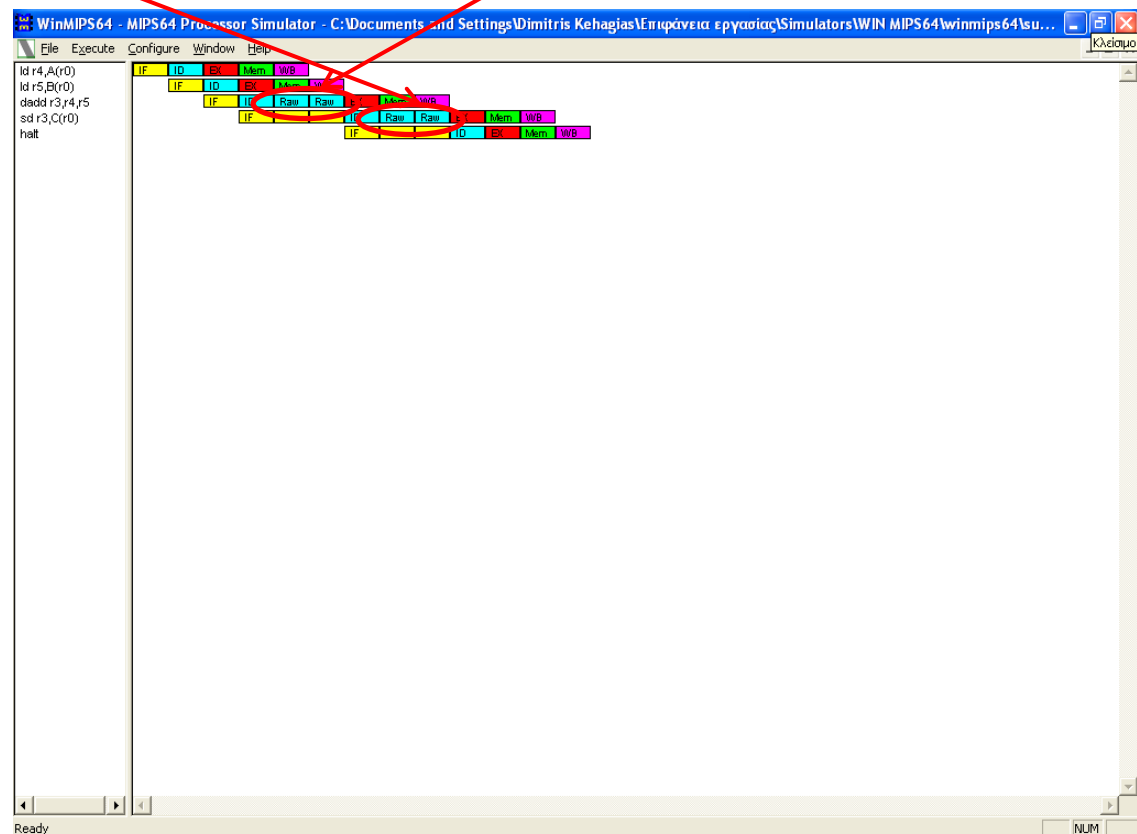 WinMIPS64 - MIPS64 Processor Simulator - C:\Documents and Settings\Dimitris Kehagias\Επιφάνεια εργασίας\Simulators\WIN MIPS64\winmips64\su...
File Execute Configure Window Help
Κλείσιμο
ld r4,A(r0) IF ID EX Mem WB
ld r5,B(r0) IF ID EX Mem WB
dadd r3,r4,r5 IF ID Raw Raw EX Mem WB
sd r3,C(r0) IF ID Raw Raw EX Mem WB
halt IF ID EX Mem WB
Ready NUM